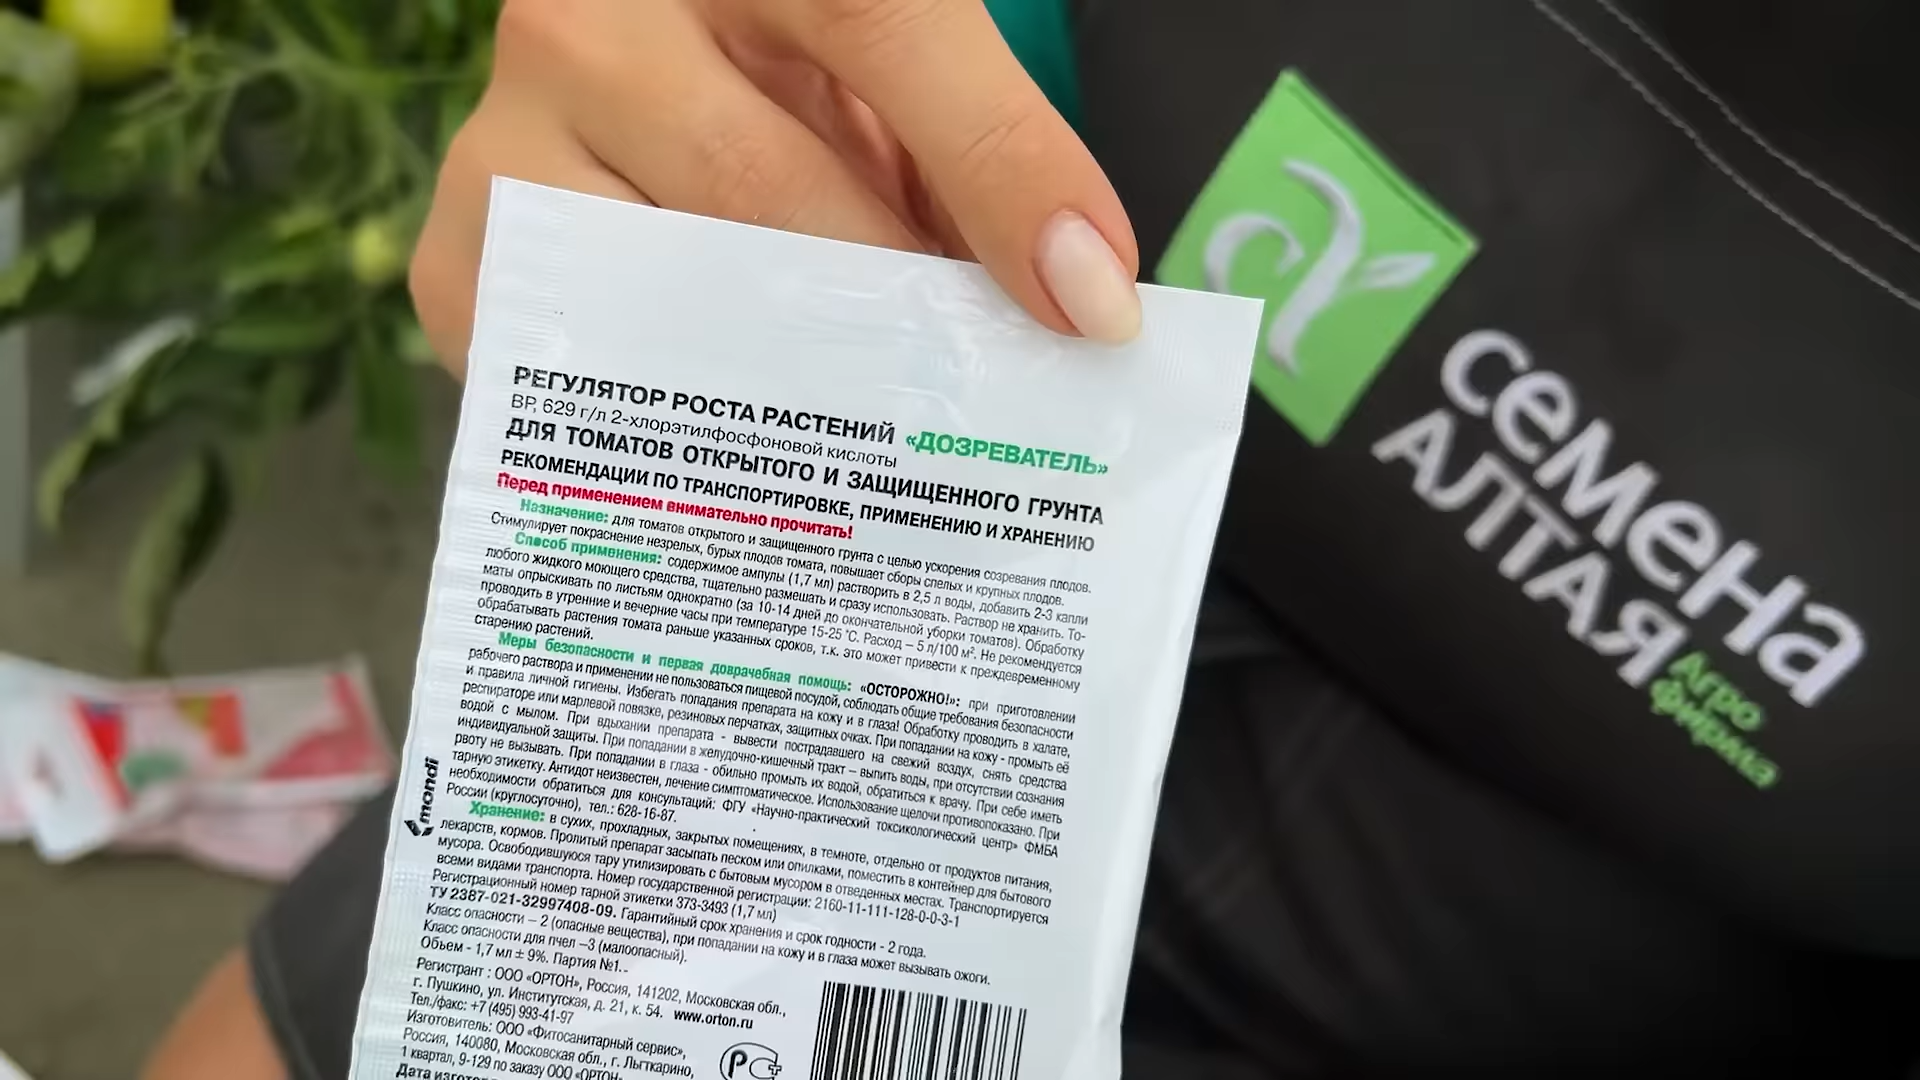 РЕГУЛЯТОР РОСТА РАСТЕНИЙ «ДОЗРЕВАТЕЛЬ»
ВР, 629 г/л 2-хлорэтилфосфоновой кислоты
ДЛЯ ТОМАТОВ ОТКРЫТОГО И ЗАЩИЩЕННОГО ГРУНТА
РЕКОМЕНДАЦИИ ПО ТРАНСПОРТИРОВКЕ, ПРИМЕНЕНИЮ И ХРАНЕНИЮ
Перед применением внимательно прочитать!
Назначение: для томатов открытого и защищенного грунта с целью ускорения созревания плодов.
Стимулирует покраснение незрелых, бурых плодов томата, повышает сборы спелых и крупных плодов.
Способ применения: содержимое ампулы (1,7 мл) растворить в 2,5 л воды, добавить 2-3 капли
любого жидкого моющего средства, тщательно размешать и сразу использовать. Раствор не хранить. То-
маты опрыскивать по листьям однократно (за 10-14 дней до окончательной уборки томатов). Обработку
проводить в утренние и вечерние часы при температуре 15-25 °С. Расход – 5 л/100 м². Не рекомендуется
обрабатывать растения томата раньше указанных сроков, т.к. это может привести к преждевременному
старению растений.
Меры безопасности и первая доврачебная помощь: «ОСТОРОЖНО!»: при приготовлении
рабочего раствора и применении не пользоваться пищевой посудой, соблюдать общие требования безопасности
и правила личной гигиены. Избегать попадания препарата на кожу и в глаза! Обработку проводить в халате,
респираторе или марлевой повязке, резиновых перчатках, защитных очках. При попадании на кожу - промыть её
водой с мылом. При вдыхании препарата - вывести пострадавшего на свежий воздух, снять средства
индивидуальной защиты. При попадании в желудочно-кишечный тракт – выпить воды, при отсутствии сознания
рвоту не вызывать. При попадании в глаза - обильно промыть их водой, обратиться к врачу. При себе иметь
тарную этикетку. Антидот неизвестен, лечение симптоматическое. Использование щелочи противопоказано. При
необходимости обратиться для консультаций: ФГУ «Научно-практический токсикологический центр» ФМБА
России (круглосуточно), тел.: 628-16-87.
Хранение: в сухих, прохладных, закрытых помещениях, в темноте, отдельно от продуктов питания,
лекарств, кормов. Пролитый препарат засыпать песком или опилками, поместить в контейнер для бытового
мусора. Освободившуюся тару утилизировать с бытовым мусором в отведенных местах. Транспортируется
всеми видами транспорта. Номер государственной регистрации: 2160-11-111-128-0-0-3-1
Регистрационный номер тарной этикетки 373-3493 (1,7 мл)
ТУ 2387-021-32997408-09. Гарантийный срок хранения и срок годности - 2 года.
Класс опасности – 2 (опасные вещества), при попадании на кожу и в глаза может вызывать ожоги.
Класс опасности для пчел –3 (малоопасный).
Объем - 1,7 мл ± 9%. Партия №1.
Регистрант : ООО «ОРТОН», Россия, 141202, Московская обл.,
г. Пушкино, ул. Институтская, д. 21, к. 54. www.orton.ru
Тел./факс: +7 (495) 993-41-97
Изготовитель: ООО «Фитосанитарный сервис»,
Россия, 140080, Московская обл., г. Лыткарино,
1 квартал, 9-129 по заказу ООО «ОРТОН»
mondi
семена
АЛТАЯ
Агро
фирма